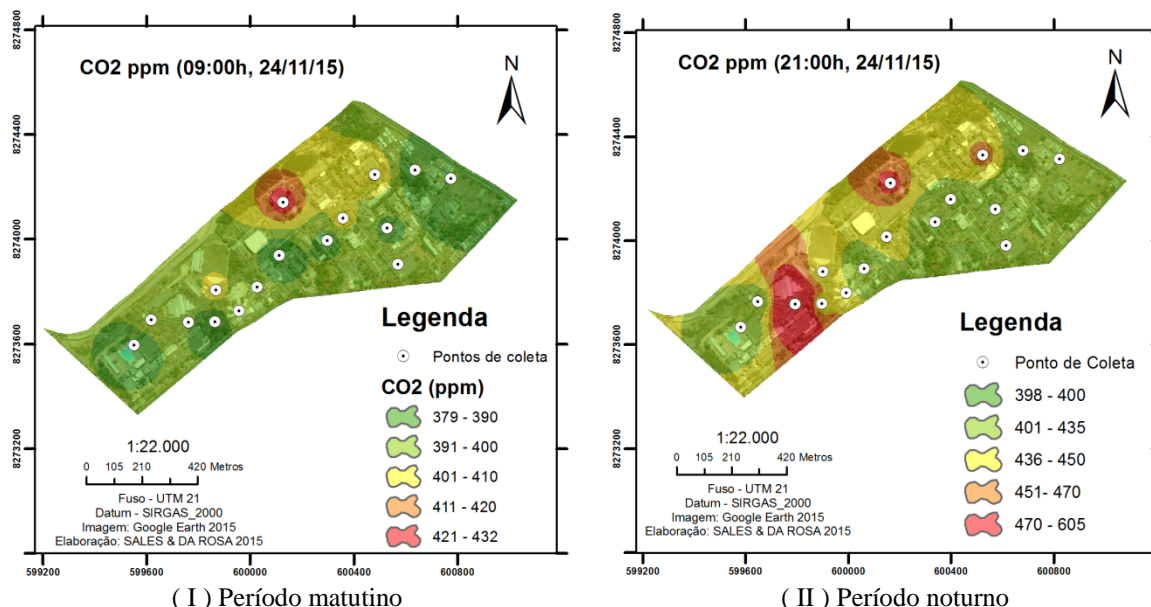 CO2 ppm (09:00h, 24/11/15)
N
8274800
8274400
8274000
8273600
8273200
Legenda
Pontos de coleta
CO2 (ppm)
379 - 390
391 - 400
401 - 410
411 - 420
421 - 432
1:22.000
0 105 210 420 Metros
Fuso - UTM 21
Datum - SIRGAS_2000
Imagem: Google Earth 2015
Elaboração: SALES & DA ROSA 2015
599200 599600 600000 600400 600800
( I ) Período matutino
CO2 ppm (21:00h, 24/11/15)
N
8274800
8274400
8274000
8273600
8273200
Legenda
Ponto de Coleta
398 - 400
401 - 435
436 - 450
451- 470
470 - 605
1:22.000
0 105 210 420 Metros
Fuso - UTM 21
Datum - SIRGAS_2000
Imagem: Google Earth 2015
Elaboração: SALES & DA ROSA 2015
599200 599600 600000 600400 600800
( II ) Período noturno